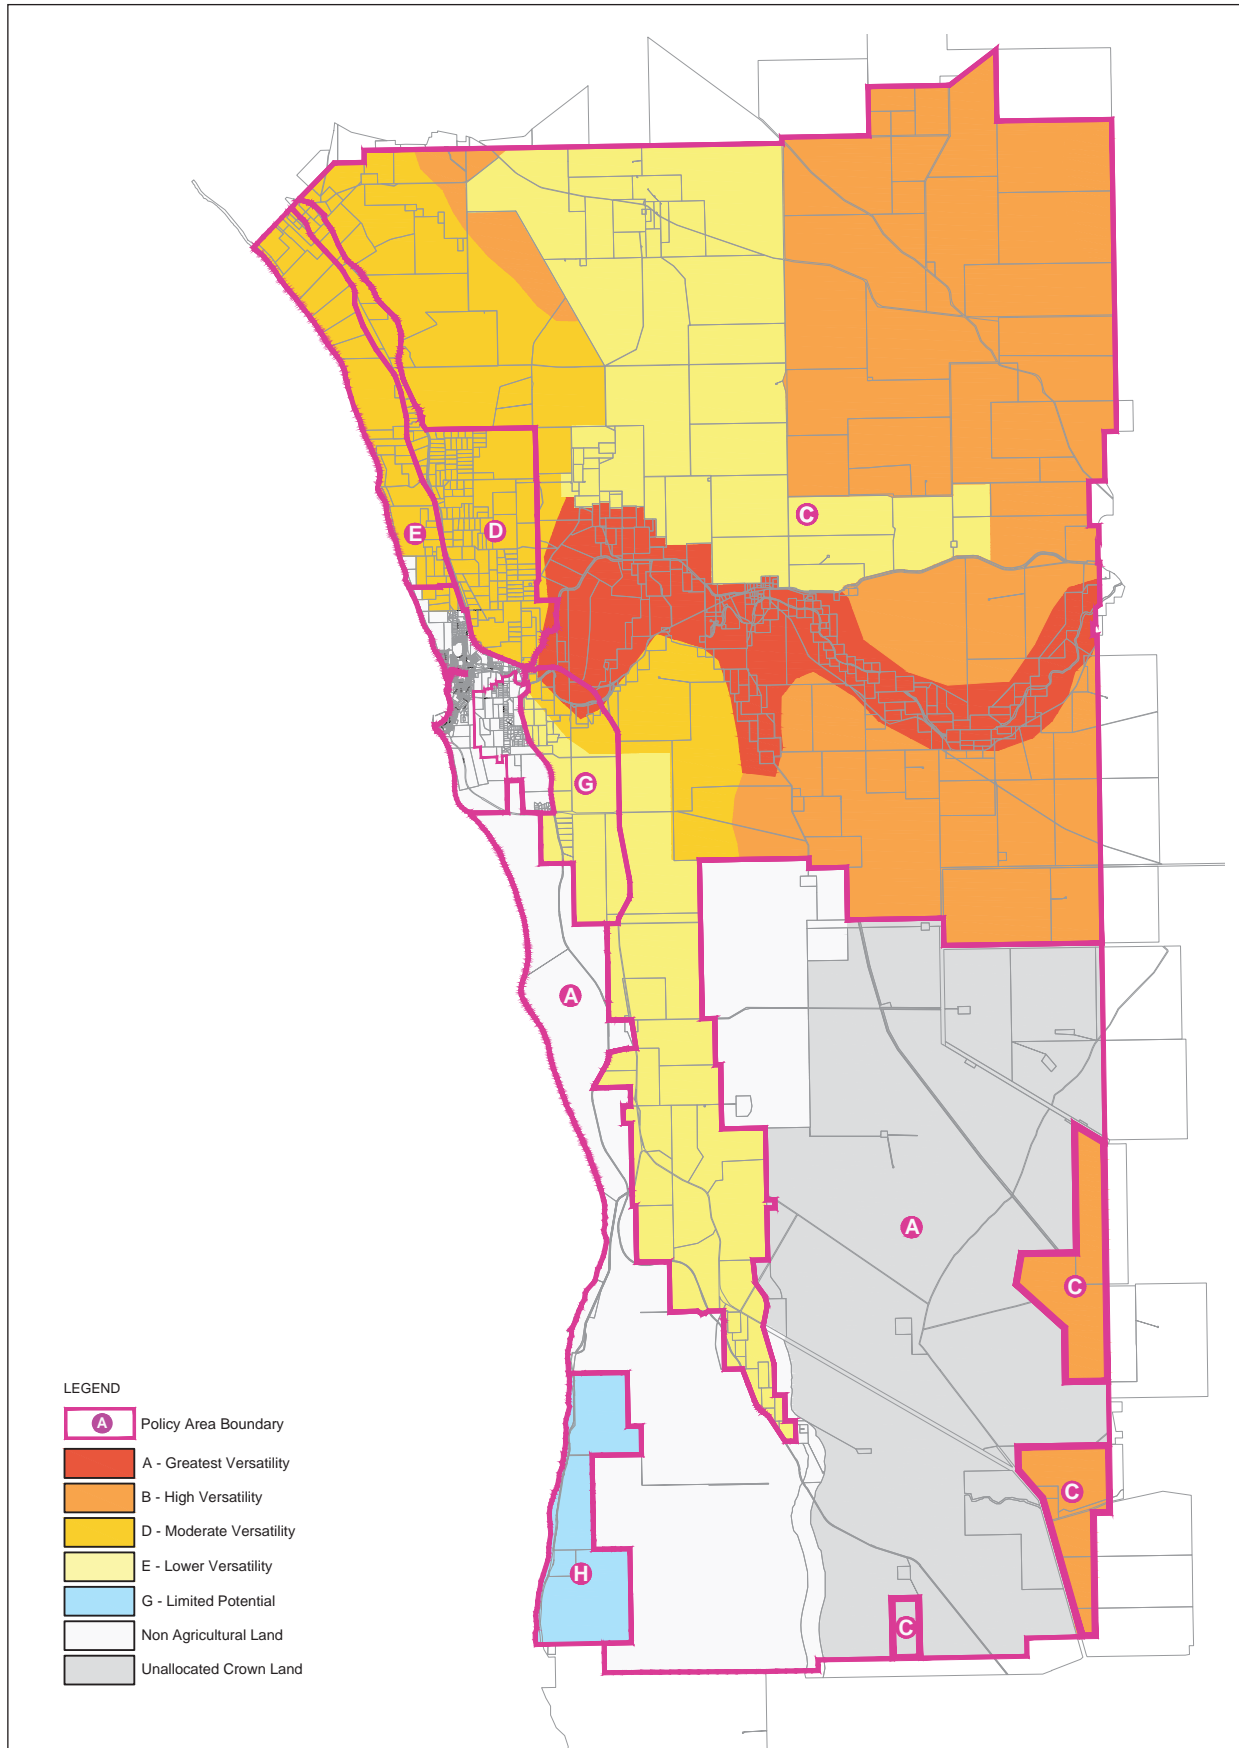 C
E
D
G
A
A
C
C
H
C
LEGEND
A Policy Area Boundary
A - Greatest Versatility
B - High Versatility
D - Moderate Versatility
E - Lower Versatility
G - Limited Potential
Non Agricultural Land
Unallocated Crown Land